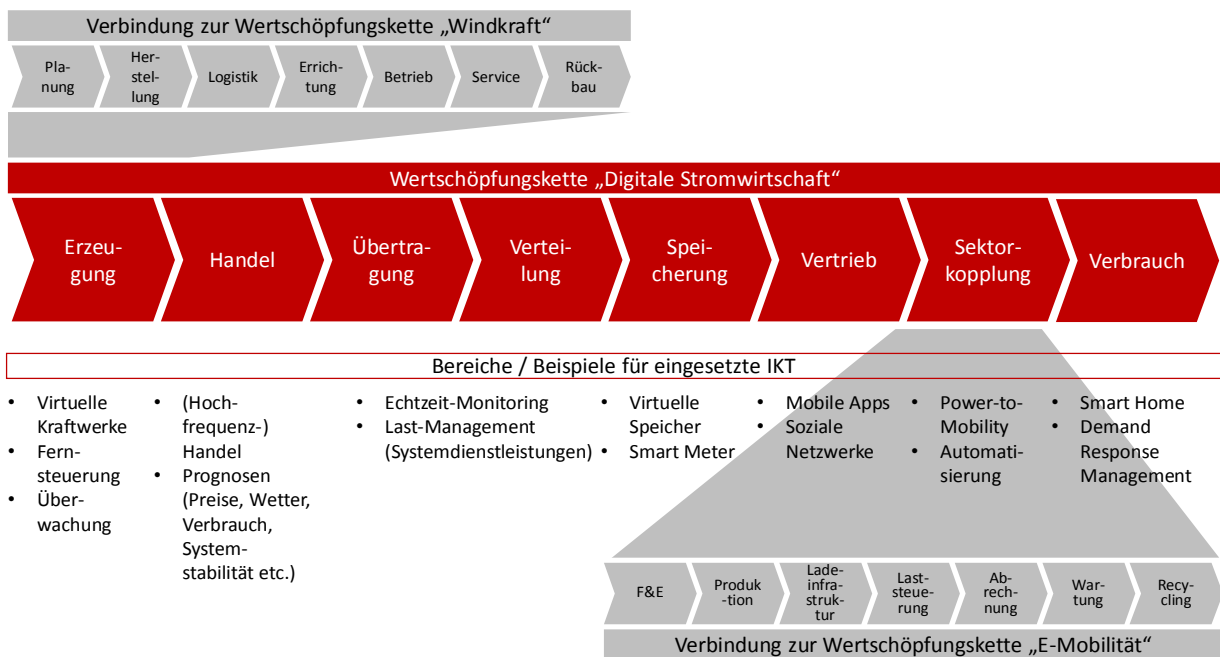 Verbindung zur Wertschöpfungskette „Windkraft“
Pla-
nung
Her-
stel-
lung
Logistik
Errich-
tung
Betrieb
Service
Rück-
bau
Wertschöpfungskette „Digitale Stromwirtschaft“
Erzeu-
gung
Handel
Übertra-
gung
Vertei-
lung
Spei-
cherung
Vertrieb
Sektor-
kopplung
Verbrauch
Bereiche / Beispiele für eingesetzte IKT
• Virtuelle
Kraftwerke
• Fern-
steuerung
• Über-
wachung
• (Hoch-
frequenz-)
Handel
• Prognosen
(Preise, Wetter,
Verbrauch,
System-
stabilität etc.)
• Echtzeit-Monitoring
• Last-Management
(Systemdienstleistungen)
• Virtuelle
Speicher
• Smart Meter
• Mobile Apps
• Soziale
Netzwerke
• Power-to-
Mobility
• Automati-
sierung
• Smart Home
• Demand
Response
Management
F&E
Produk
-tion
Lade-
infra-
struk-
tur
Last-
steue-
rung
Ab-
rech-
nung
War-
tung
Recy-
cling
Verbindung zur Wertschöpfungskette „E-Mobilität“